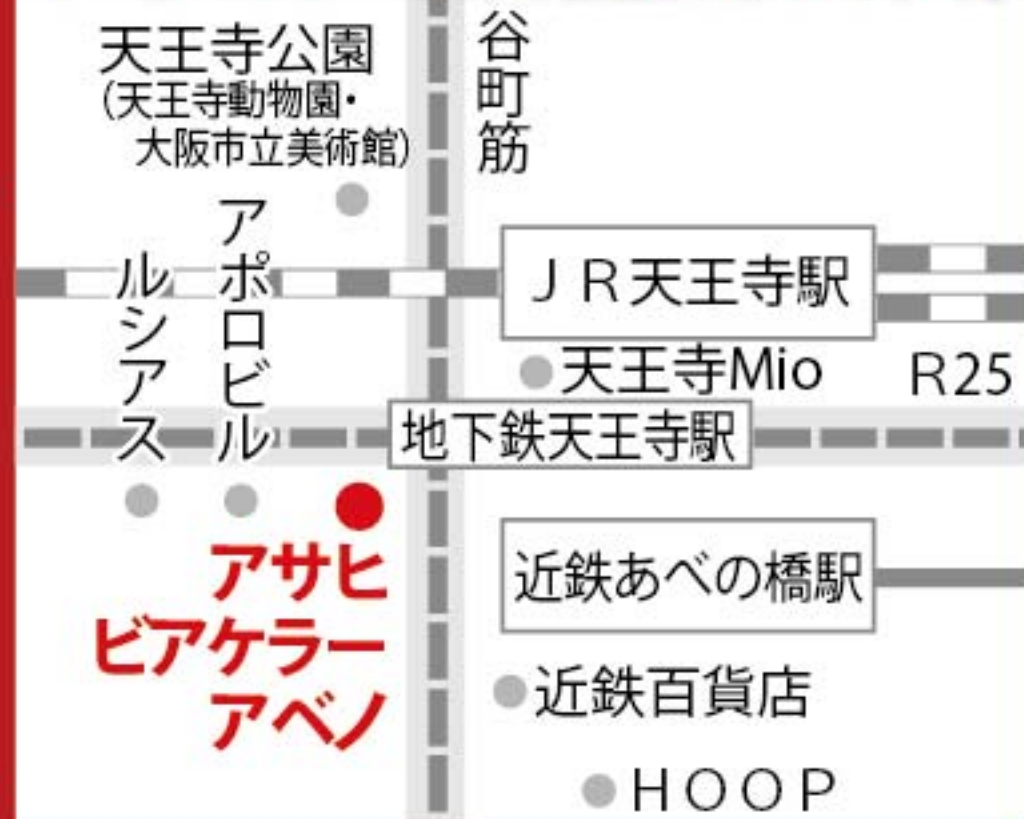 天王寺公園
（天王寺動物園・
大阪市立美術館）
谷町筋
アポロビル
ルシアス
ＪＲ天王寺駅
天王寺Mio
R25
地下鉄天王寺駅
アサヒ
ビアケラー
アベノ
近鉄あべの橋駅
近鉄百貨店
ＨＯＯＰ